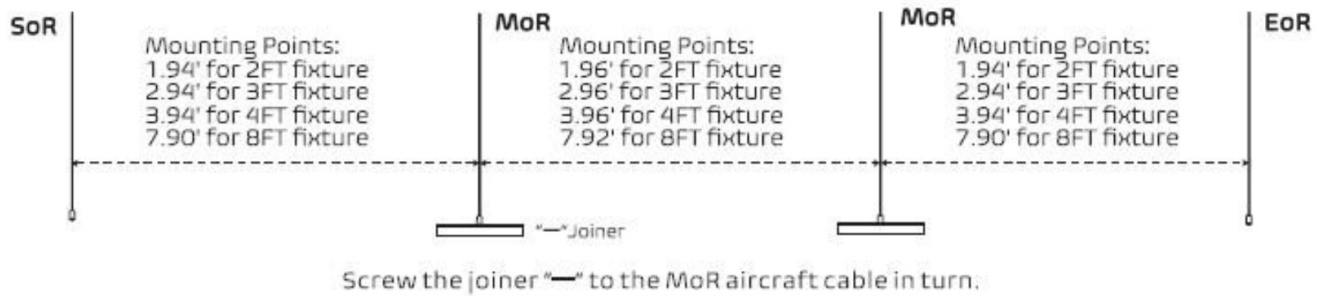 SoR
MoR
MoR
EoR
Mounting Points:
1.94' for 2FT fixture
2.94' for 3FT fixture
3.94' for 4FT fixture
7.90' for 8FT fixture
Mounting Points:
1.96' for 2FT fixture
2.96' for 3FT fixture
3.96' for 4FT fixture
7.92' for 8FT fixture
Mounting Points:
1.94' for 2FT fixture
2.94' for 3FT fixture
3.94' for 4FT fixture
7.90' for 8FT fixture
"—"Joiner
Screw the joiner "—" to the MoR aircraft cable in turn.